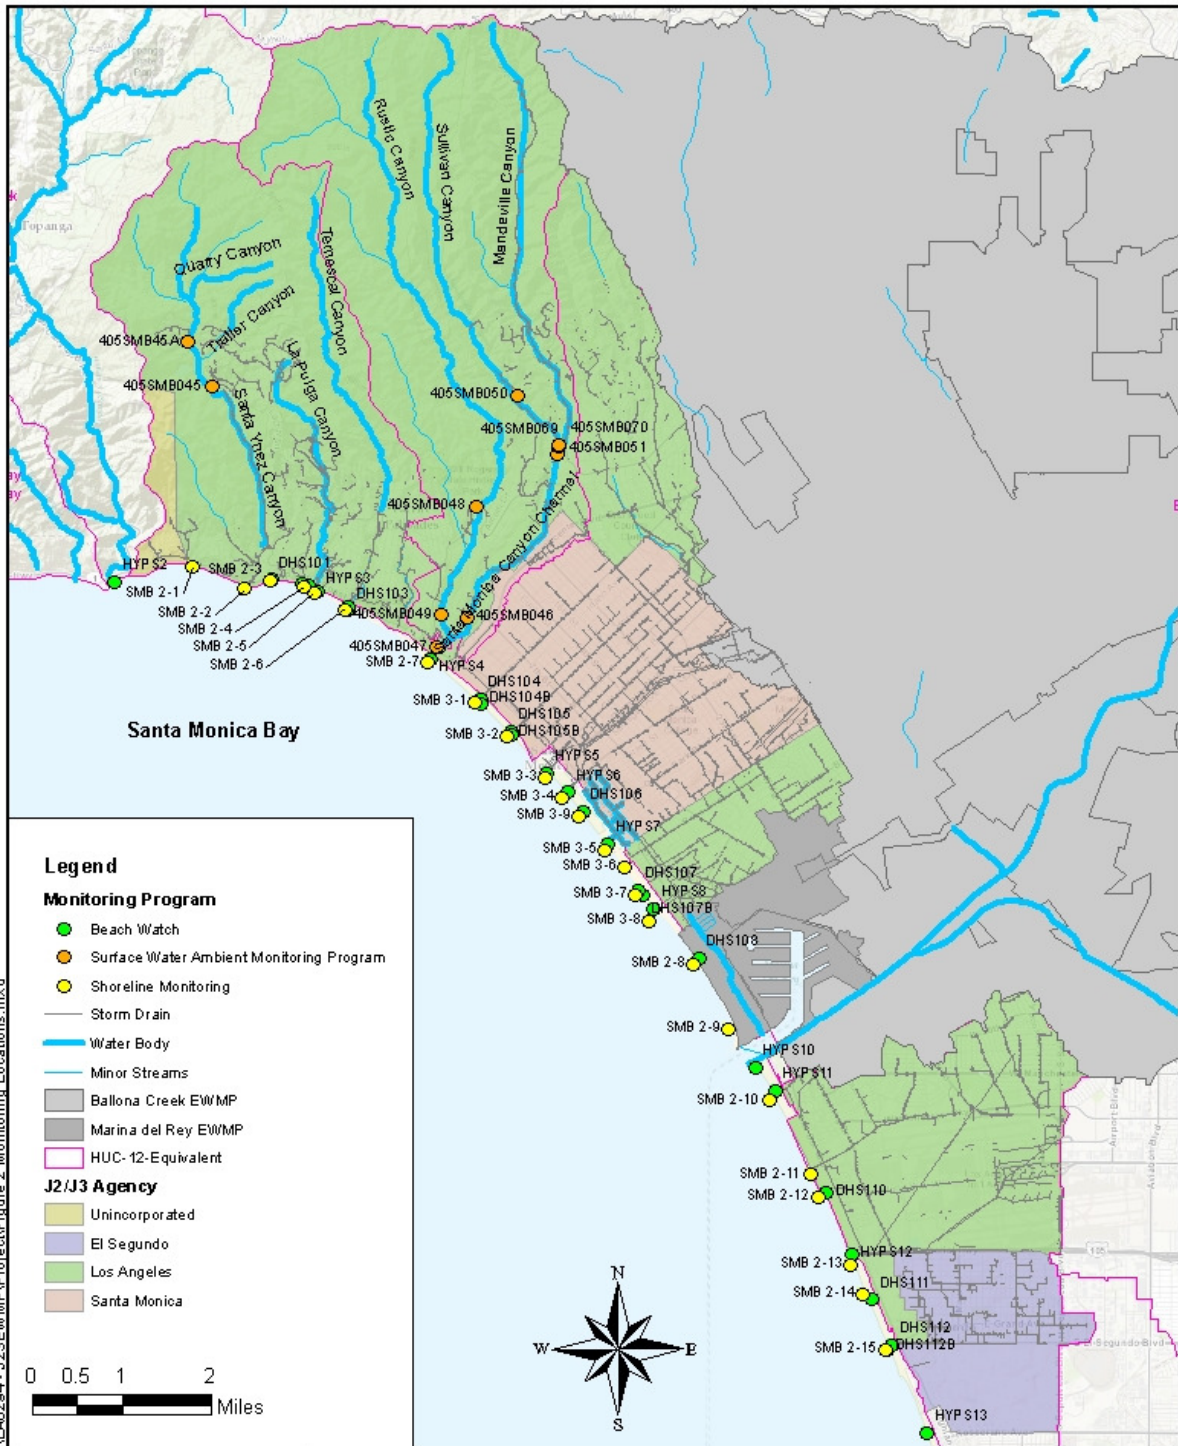 Topanga
Rustic Canyon
Sullivan Canyon
Mandeville Canyon
Quarry Canyon
Temescal Canyon
Trailer Canyon
405SMB45A
La Pulga Canyon
405SMB045
Santa Ynez Canyon
405SMB050
405SMB069
405SMB070
405SMB051
405SMB048
Santa Monica Canyon Channel
HYPS2
SMB 2-3
DHS101
SMB 2-1
HYPS3
SMB 2-2
DHS103
SMB 2-4
405SMB049
405SMB046
SMB 2-5
405SMB047
SMB 2-6
SMB 2-7
HYPS4
DHS104
SMB 3-1
DHS104B
DHS105
Santa Monica Bay
SMB 3-2
DHS105B
HYPS5
SMB 3-3
HYPS6
SMB 3-4
DHS106
SMB 3-9
HYPS7
SMB 3-5
SMB 3-6
DHS107
SMB 3-7
HYPS8
DHS107B
SMB 3-8
DHS108
SMB 2-8
SMB 2-9
HYPS10
HYPS11
SMB 2-10
SMB 2-11
SMB 2-12
DHS110
HYPS12
SMB 2-13
DHS111
SMB 2-14
DHS112
SMB 2-15
DHS112B
HYPS13
Airport Blvd
Aviation Blvd
105
El Segundo Blvd
Legend
Monitoring Program
Beach Watch
Surface Water Ambient Monitoring Program
Shoreline Monitoring
Storm Drain
Water Body
Minor Streams
Ballona Creek EWMP
Marina del Rey EWMP
HUC-12-Equivalent
J2/J3 Agency
Unincorporated
El Segundo
Los Angeles
Santa Monica
0 0.5 1 2
Miles
N
W
E
S